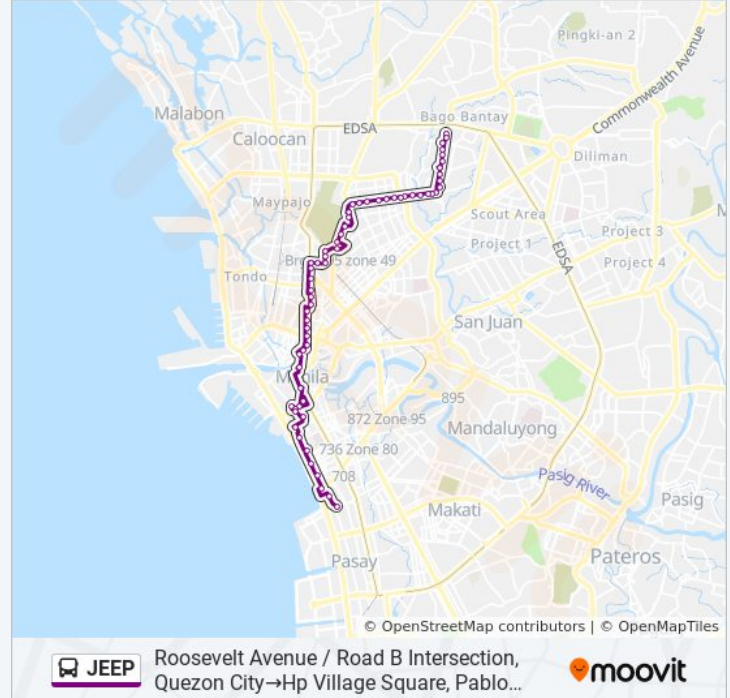 Pingki-an 2
Commonwealth Avenue
Malabon
Bago Bantay
EDSA
Caloocan
Diliman
Maypajo
Scout Area
Project 1
EDSA
Project 3
Project 4
zone 49
Tondo
San Juan
Manila
895
872 Zone 95
Mandaluyong
736 Zone 80
708
Pasig River
Pasig
Makati
Pateros
Pasay
© OpenStreetMap contributors | © OpenMapTiles
JEEP
Roosevelt Avenue / Road B Intersection,
Quezon City→Hp Village Square, Pablo...
moovit